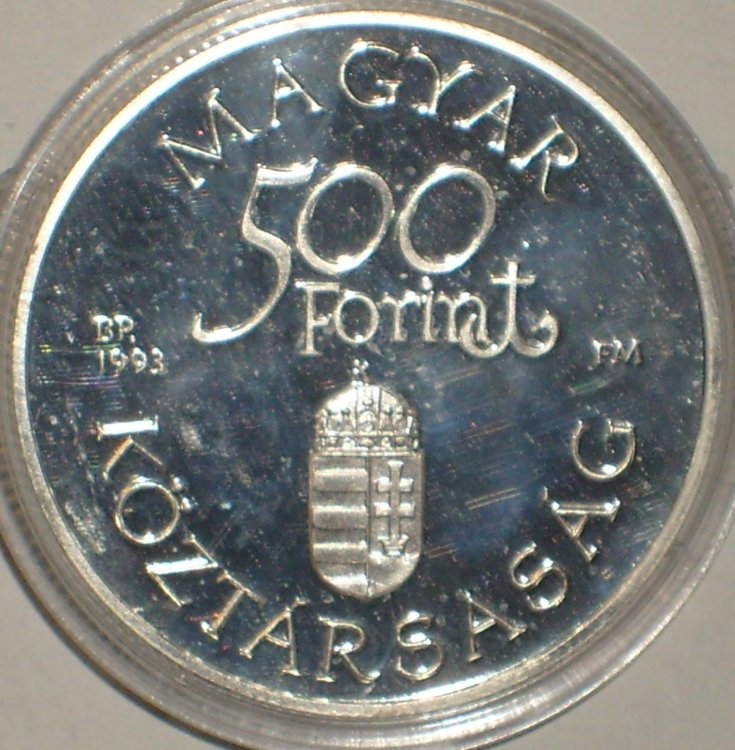 MAGYAR
500
Forint
BP.
1993
FM
KÖZTÁRSASÁG